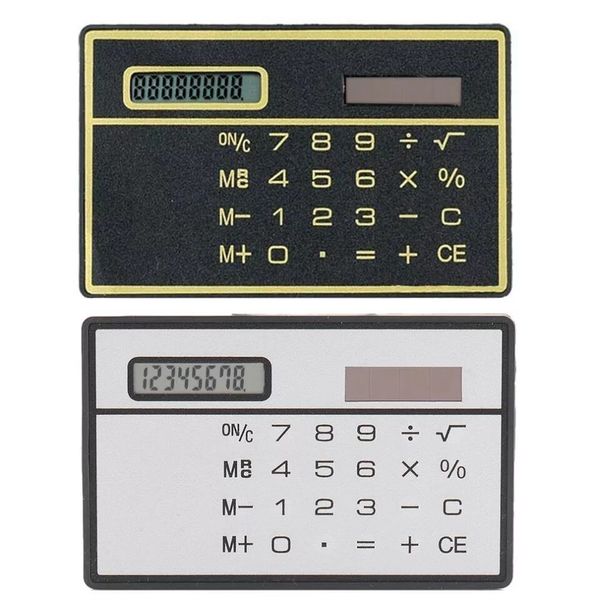 88888888.
ON/C 7 8 9 ÷ √
MRC 4 5 6 × %
M− 1 2 3 − C
M+ 0 . = + CE
12345678.
ON/C 7 8 9 ÷ √
MRC 4 5 6 × %
M− 1 2 3 − C
M+ 0 . = + CE